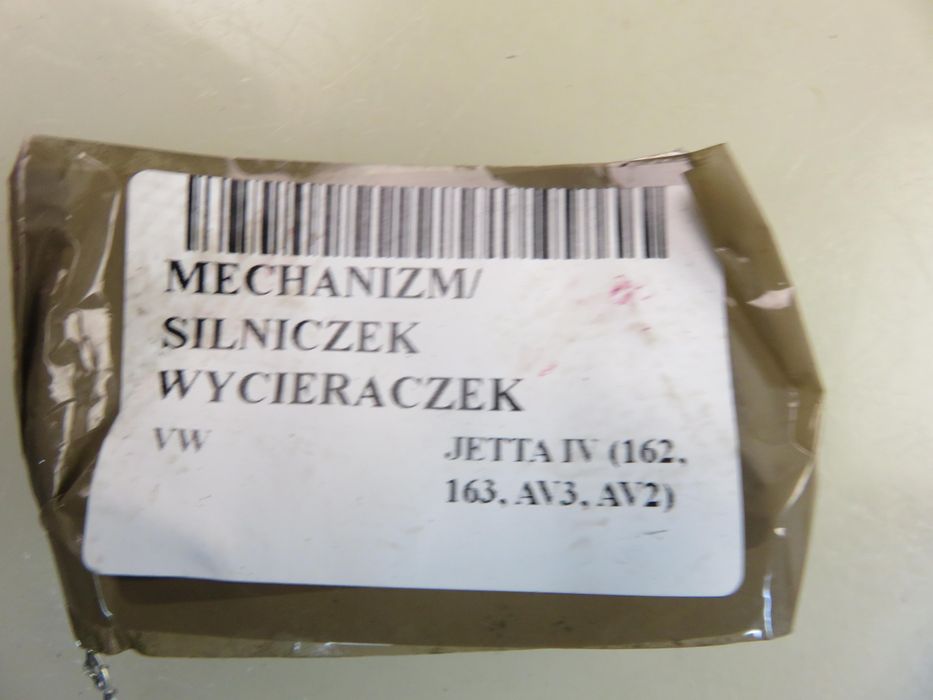 MECHANIZM/
SILNICZEK
WYCIERACZEK
VW
JETTA IV (162,
163, AV3, AV2)